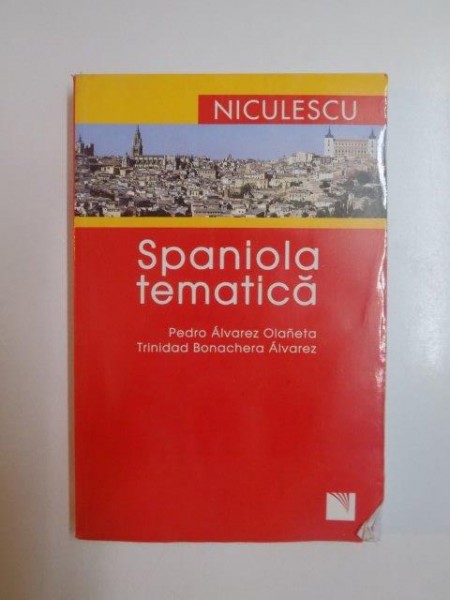 NICULESCU
Spaniola
tematică
Pedro Álvarez Olañeta
Trinidad Bonachera Álvarez